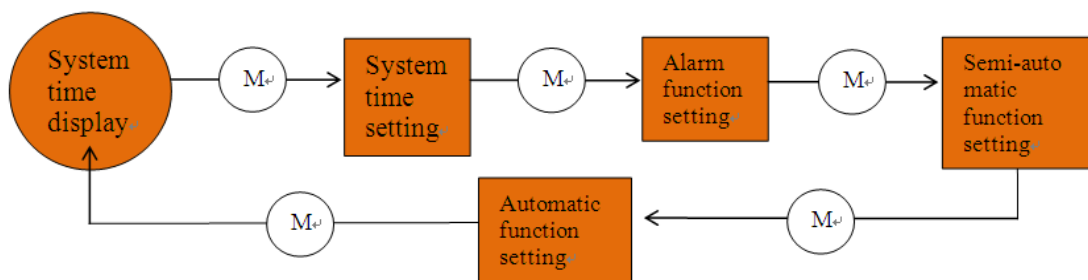 System
time
display
M
System
time
setting
M
Alarm
function
setting
M
Semi-auto
matic
function
setting
M
Automatic
function
setting
M